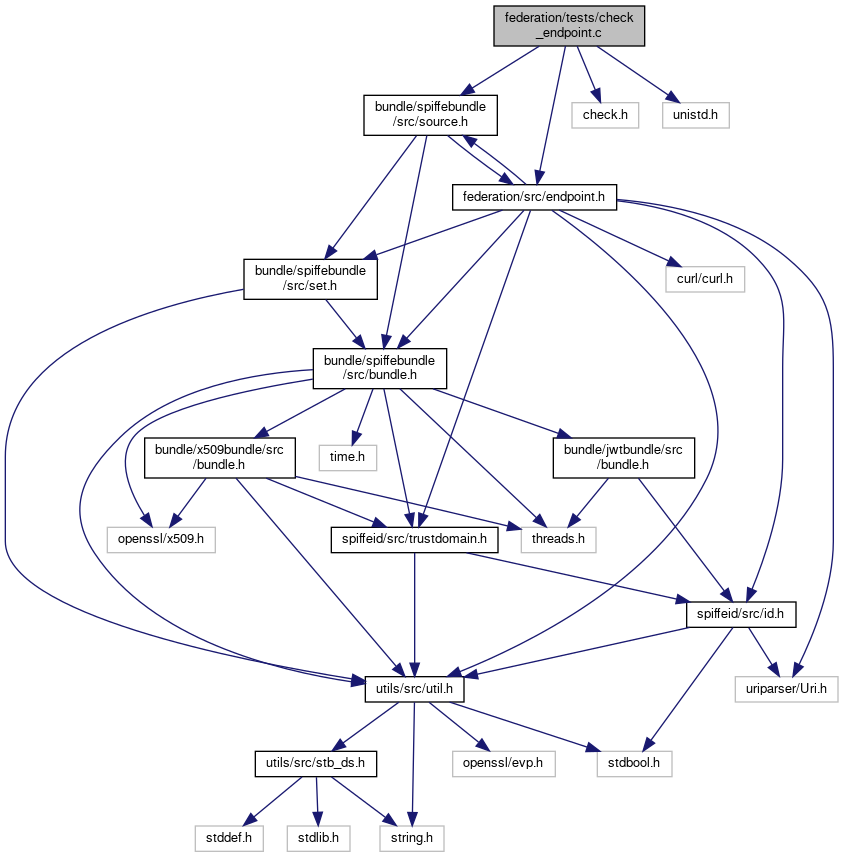 federation/tests/check
_endpoint.c
bundle/spiffebundle
/src/source.h
check.h
unistd.h
federation/src/endpoint.h
bundle/spiffebundle
/src/set.h
curl/curl.h
bundle/spiffebundle
/src/bundle.h
bundle/x509bundle/src
/bundle.h
time.h
bundle/jwtbundle/src
/bundle.h
openssl/x509.h
spiffeid/src/trustdomain.h
threads.h
spiffeid/src/id.h
utils/src/util.h
uriparser/Uri.h
utils/src/stb_ds.h
openssl/evp.h
stdbool.h
stddef.h
stdlib.h
string.h